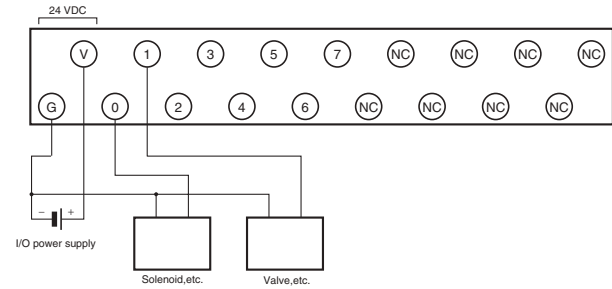 24 VDC
V 1 3 5 7 NC NC NC NC
G 0 2 4 6 NC NC NC NC
− +
I/O power supply
Solenoid,etc. Valve,etc.